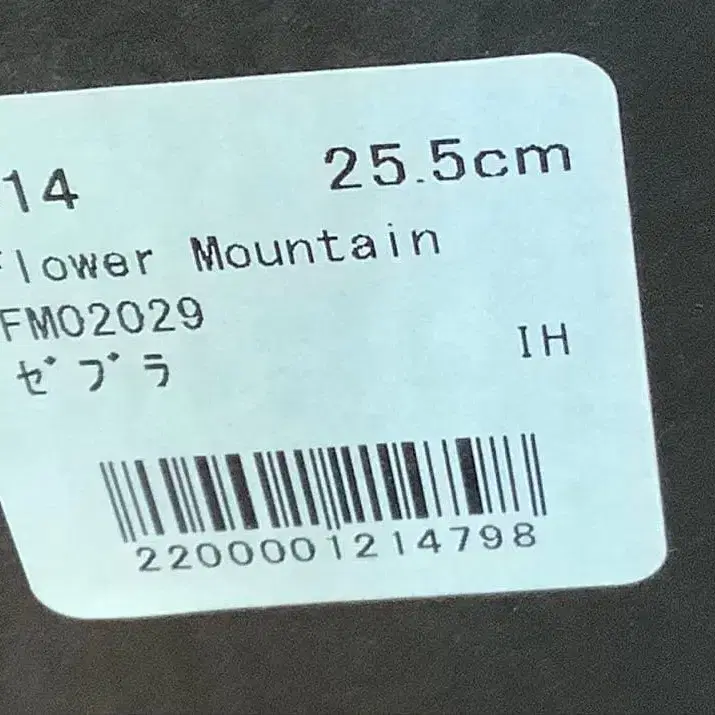 14 25.5cm
Flower Mountain
FM02029
ｾﾞﾌﾞﾗ IH
2200001214798